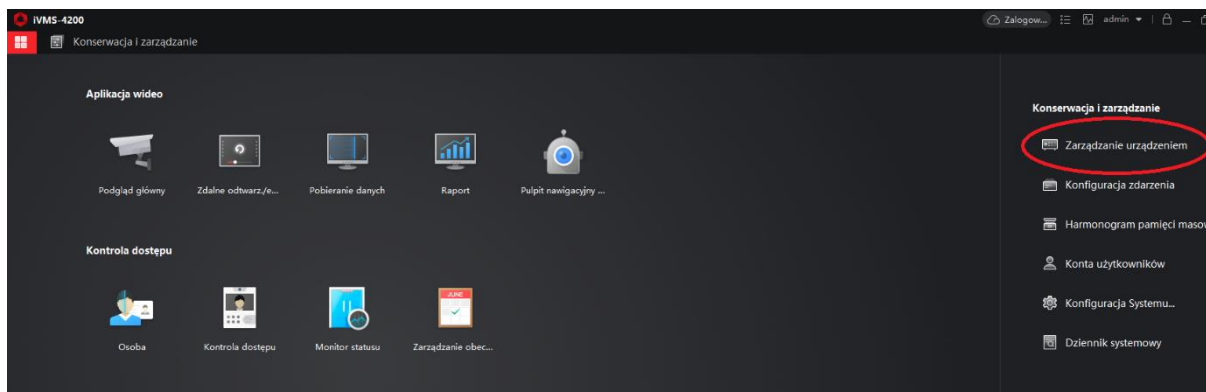 iVMS-4200
Zalogow...
admin
Konserwacja i zarządzanie
Aplikacja wideo
Podgląd główny
Zdalne odtwarz./e...
Pobieranie danych
Raport
Pulpit nawigacyjny ...
Kontrola dostępu
JUNE
Osoba
Kontrola dostępu
Monitor statusu
Zarządzanie obec...
Konserwacja i zarządzanie
Zarządzanie urządzeniem
Konfiguracja zdarzenia
Harmonogram pamięci masow
Konta użytkowników
Konfiguracja Systemu...
Dziennik systemowy